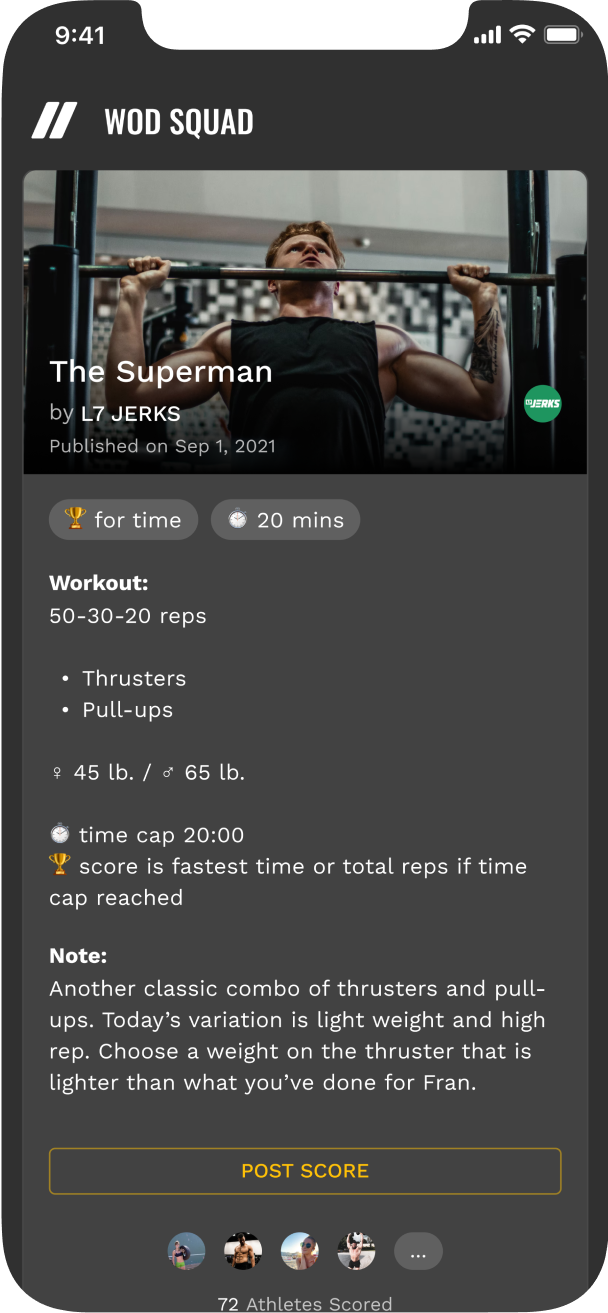 9:41
WOD SQUAD
The Superman
by L7 JERKS
JERKS
Published on Sep 1, 2021
🏆 for time
⏱ 20 mins
Workout:
50-30-20 reps
• Thrusters
• Pull-ups
♀ 45 lb. / ♂ 65 lb.
⏱ time cap 20:00
🏆 score is fastest time or total reps if time
cap reached
Note:
Another classic combo of thrusters and pull-
ups. Today’s variation is light weight and high
rep. Choose a weight on the thruster that is
lighter than what you’ve done for Fran.
POST SCORE
...
72 Athletes Scored